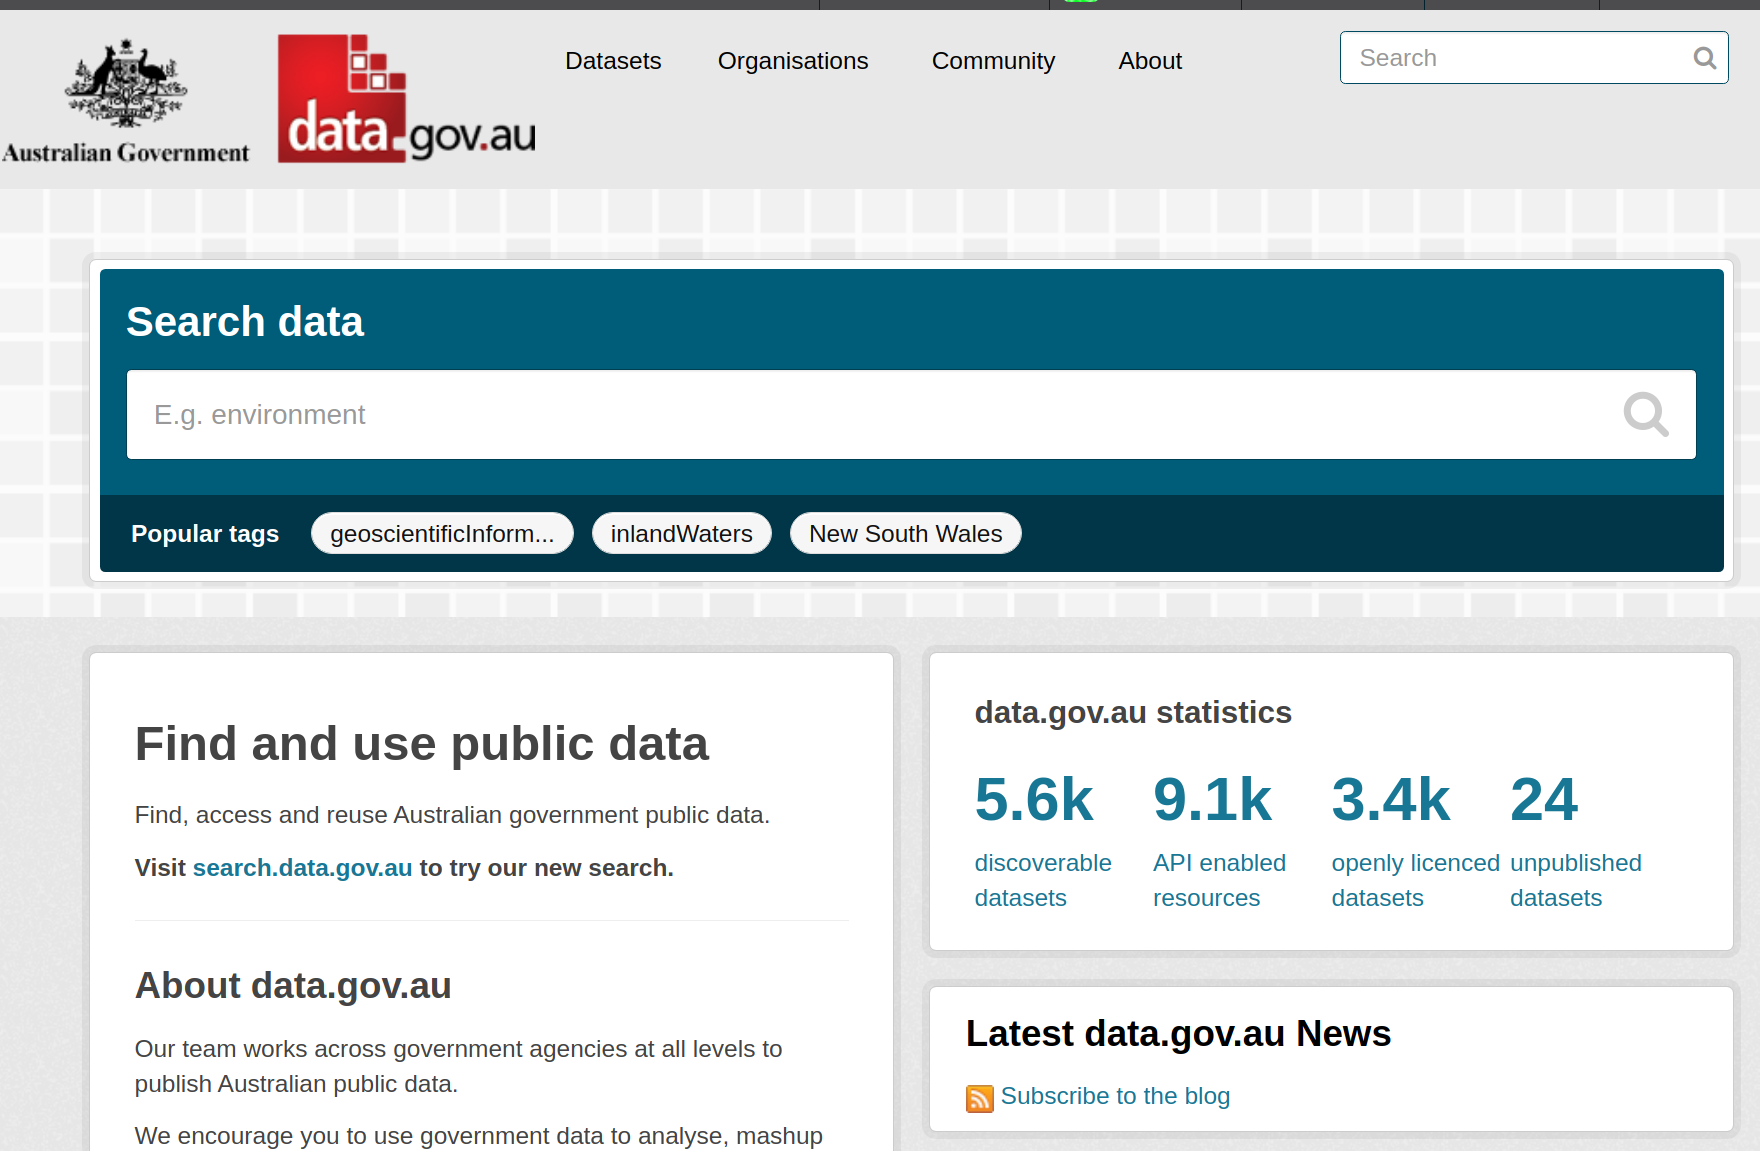 Australian Government
data.gov.au
Datasets
Organisations
Community
About
Search
Search data
E.g. environment
Popular tags
geoscientificInform...
inlandWaters
New South Wales
Find and use public data
Find, access and reuse Australian government public data.
Visit search.data.gov.au to try our new search.
About data.gov.au
Our team works across government agencies at all levels to
publish Australian public data.
We encourage you to use government data to analyse, mashup
data.gov.au statistics
5.6k
discoverable
datasets
9.1k
API enabled
resources
3.4k
openly licenced
datasets
24
unpublished
datasets
Latest data.gov.au News
Subscribe to the blog